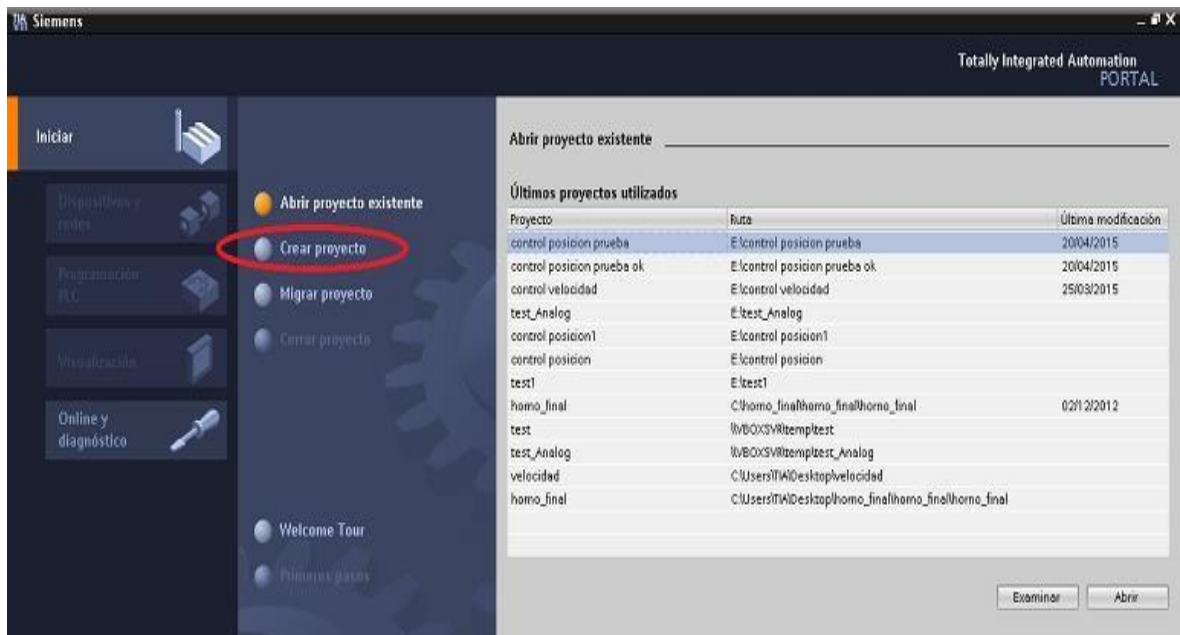 Siemens
Totally Integrated Automation
PORTAL
Iniciar
Dispositivos y
redes
Programación
PLC
Visualización
Online y
diagnóstico
Abrir proyecto existente
Crear proyecto
Migrar proyecto
Cerrar proyecto
Welcome Tour
Primeros pasos
Abrir proyecto existente
Últimos proyectos utilizados
Proyecto Ruta Última modificación
control posicion prueba E:\control posicion prueba 20/04/2015
control posicion prueba ok E:\control posicion prueba ok 20/04/2015
control velocidad E:\control velocidad 25/03/2015
test_Analog E:\test_Analog
control posicion1 E:\control posicion1
control posicion E:\control posicion
test1 E:\test1
horno_final C:\horno_final\horno_final\horno_final 02/12/2012
test \\VBOXSVR\temp\test
test_Analog \\VBOXSVR\temp\test_Analog
velocidad C:\Users\TIA\Desktop\velocidad
horno_final C:\Users\TIA\Desktop\horno_final\horno_final\horno_final
Examinar Abrir